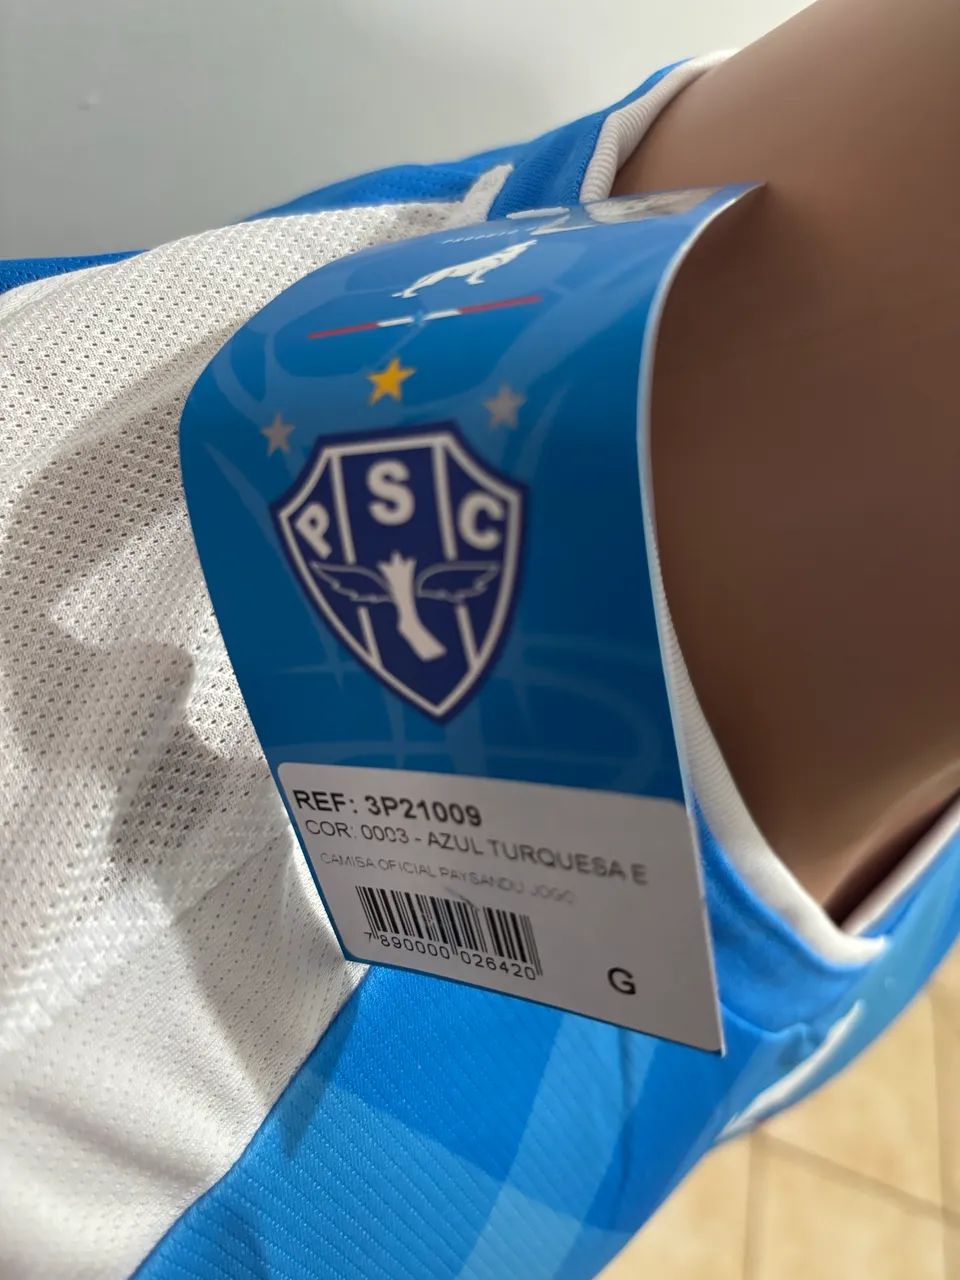 P S C
REF: 3P21009
COR: 0003 - AZUL TURQUESA E
CAMISA OFICIAL PAYSANDU JOGO
7 890000 026420
G